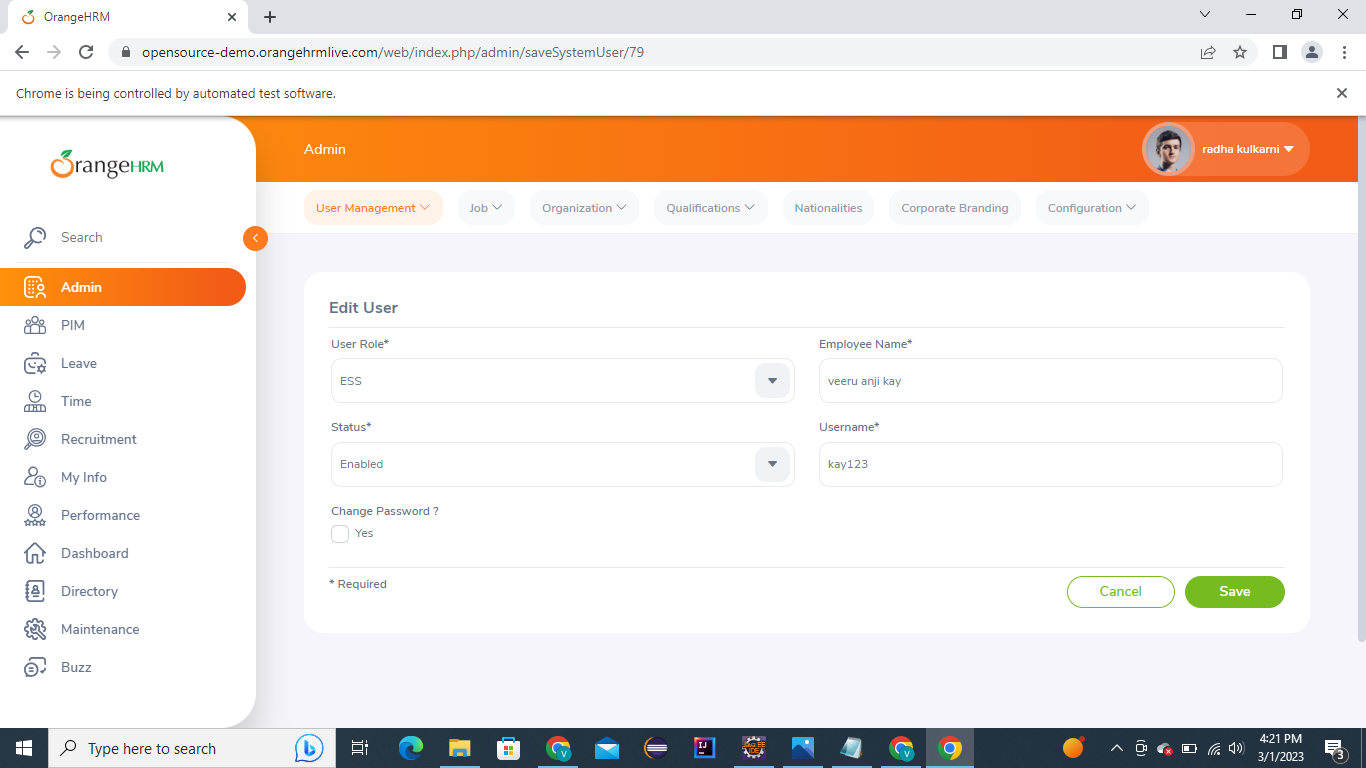 OrangeHRM
opensource-demo.orangehrmlive.com/web/index.php/admin/saveSystemUser/79
Chrome is being controlled by automated test software.
OrangeHRM
Search
Admin
PIM
Leave
Time
Recruitment
My Info
Performance
Dashboard
Directory
Maintenance
Buzz
Admin
radha kulkarni
User Management
Job
Organization
Qualifications
Nationalities
Corporate Branding
Configuration
Edit User
User Role*
Employee Name*
ESS
veeru anji kay
Status*
Username*
Enabled
kay123
Change Password ?
Yes
* Required
Cancel
Save
Type here to search
4:21 PM
3/1/2023
3